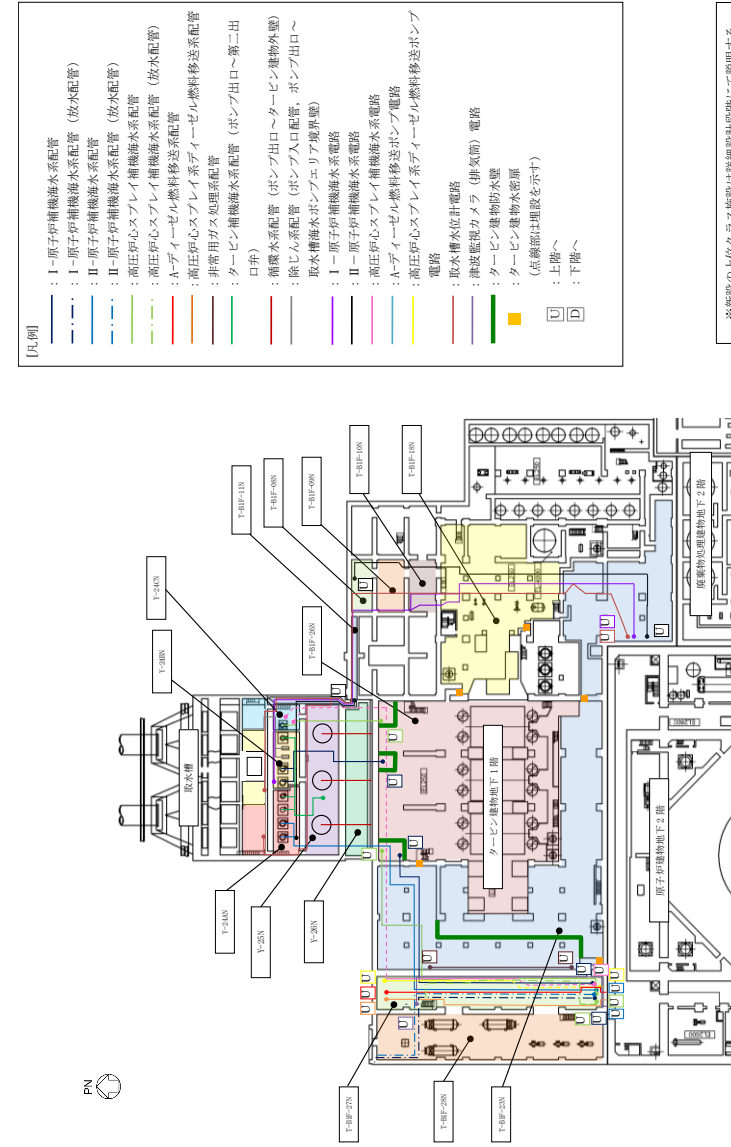 [凡例]
：Ⅰ-原子炉補機海水系配管
：Ⅰ-原子炉補機海水系配管（放水配管）
：Ⅱ-原子炉補機海水系配管
：Ⅱ-原子炉補機海水系配管（放水配管）
：高圧炉心スプレイ補機海水系配管
：高圧炉心スプレイ補機海水系配管（放水配管）
：A-ディーゼル燃料移送系配管
：高圧炉心スプレイ系ディーゼル燃料移送系配管
：非常用ガス処理系配管
：タービン補機海水系配管（ポンプ出口～第二出
口弁）
：循環水系配管（ポンプ出口～タービン建物外壁）
：除じん系配管（ポンプ入口配管，ポンプ出口～
取水槽海水ポンプエリア境界壁）
：Ⅰ－原子炉補機海水系電路
：Ⅱ－原子炉補機海水系電路
：高圧炉心スプレイ補機海水系電路
：A-ディーゼル燃料移送ポンプ電路
：高圧炉心スプレイ系ディーゼル燃料移送ポンプ
電路
：取水槽水位計電路
：津波監視カメラ（排気筒）電路
：タービン建物防水壁
：タービン建物水密扉
（点線部は埋設を示す）
U：上階へ
D：下階へ
PN
取水槽
Y-24CN
Y-24BN
Y-24AN
Y-25N
Y-26N
T-B1F-11N
T-B1F-08N
T-B1F-09N
T-B1F-10N
T-B1F-18N
T-B1F-26N
T-B1F-27N
T-B1F-28N
T-B1F-23N
タービン建物地下1階
原子炉建物地下2階
廃棄物処理建物地下2階
EL250
EL2800